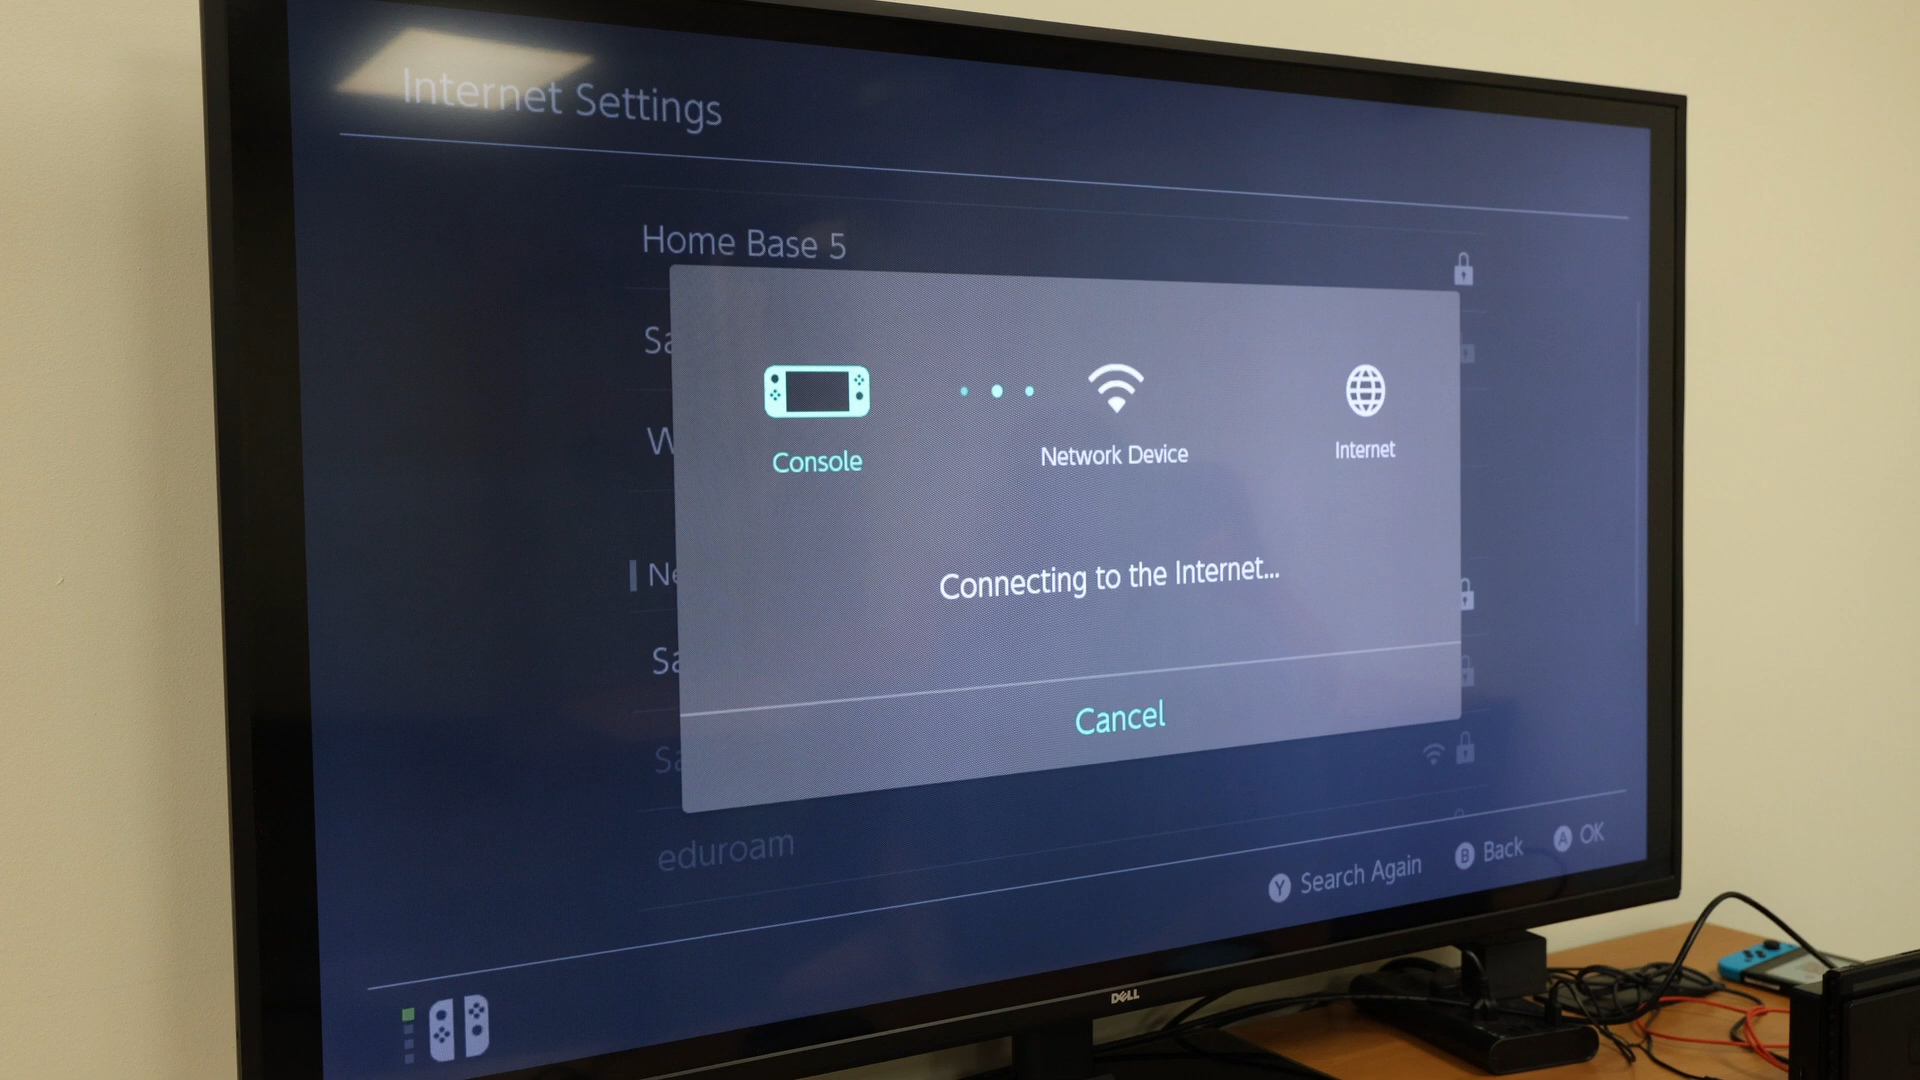 Internet Settings
Home Base 5
Console
Network Device
Internet
Connecting to the Internet...
Cancel
eduroam
Y Search Again
B Back
A OK
DELL